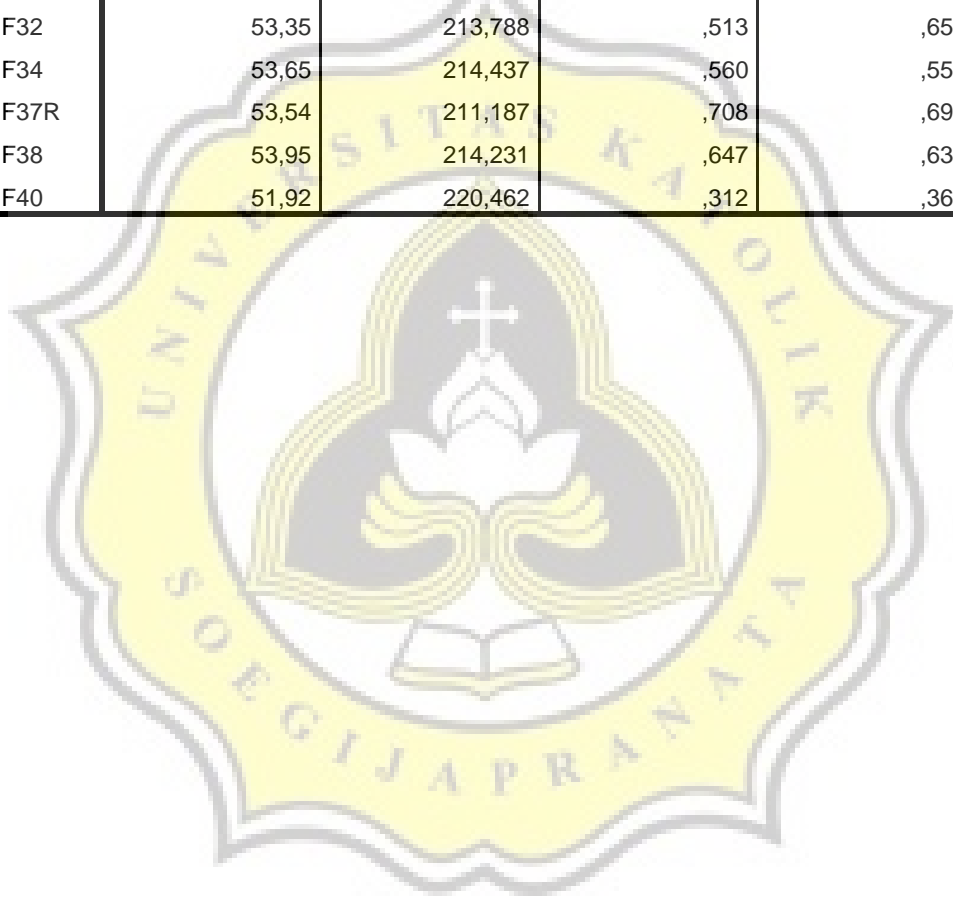 F32 53,35 213,788 ,513 ,65
F34 53,65 214,437 ,560 ,55
F37R 53,54 211,187 ,708 ,69
F38 53,95 214,231 ,647 ,63
F40 51,92 220,462 ,312 ,36
UNIVERSITAS KATOLIK
SOEGIJAPRANATA